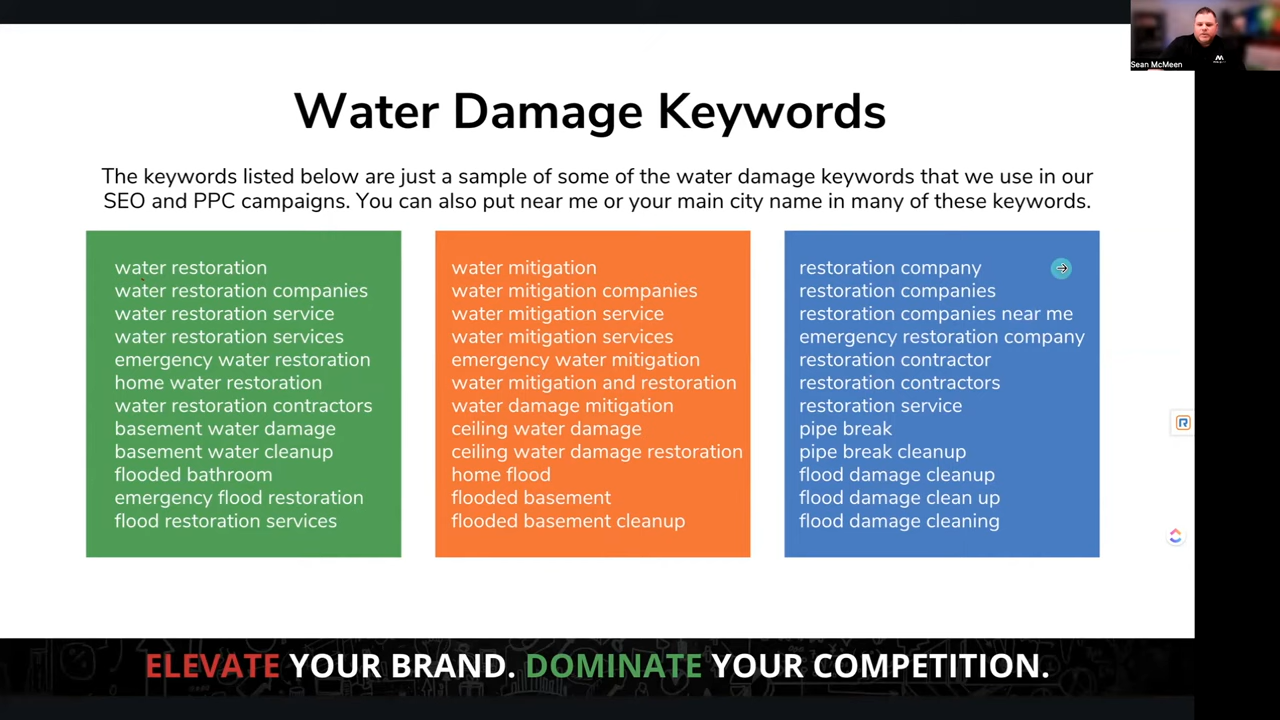 Sean McMeen
Water Damage Keywords
The keywords listed below are just a sample of some of the water damage keywords that we use in our
SEO and PPC campaigns. You can also put near me or your main city name in many of these keywords.
water restoration
water restoration companies
water restoration service
water restoration services
emergency water restoration
home water restoration
water restoration contractors
basement water damage
basement water cleanup
flooded bathroom
emergency flood restoration
flood restoration services
water mitigation
water mitigation companies
water mitigation service
water mitigation services
emergency water mitigation
water mitigation and restoration
water damage mitigation
ceiling water damage
ceiling water damage restoration
home flood
flooded basement
flooded basement cleanup
restoration company
restoration companies
restoration companies near me
emergency restoration company
restoration contractor
restoration contractors
restoration service
pipe break
pipe break cleanup
flood damage cleanup
flood damage clean up
flood damage cleaning
ELEVATE YOUR BRAND. DOMINATE YOUR COMPETITION.